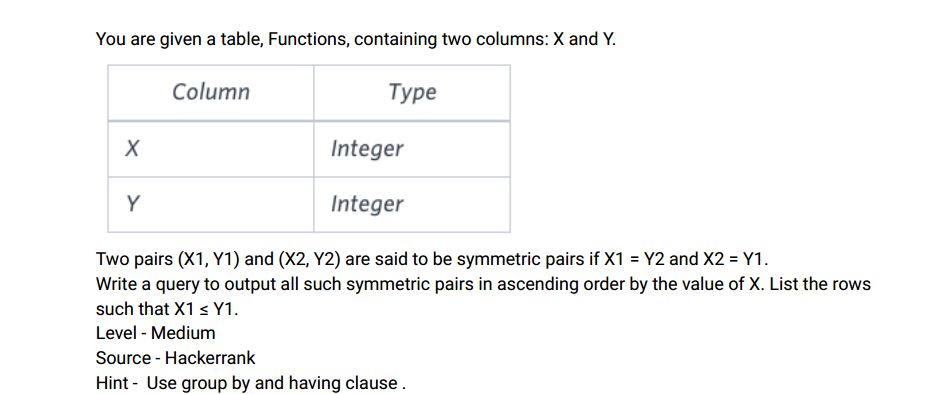 You are given a table, Functions, containing two columns: X and Y.
Column Type
X Integer
Y Integer
Two pairs (X1, Y1) and (X2, Y2) are said to be symmetric pairs if X1 = Y2 and X2 = Y1.
Write a query to output all such symmetric pairs in ascending order by the value of X. List the rows
such that X1 ≤ Y1.
Level - Medium
Source - Hackerrank
Hint - Use group by and having clause .